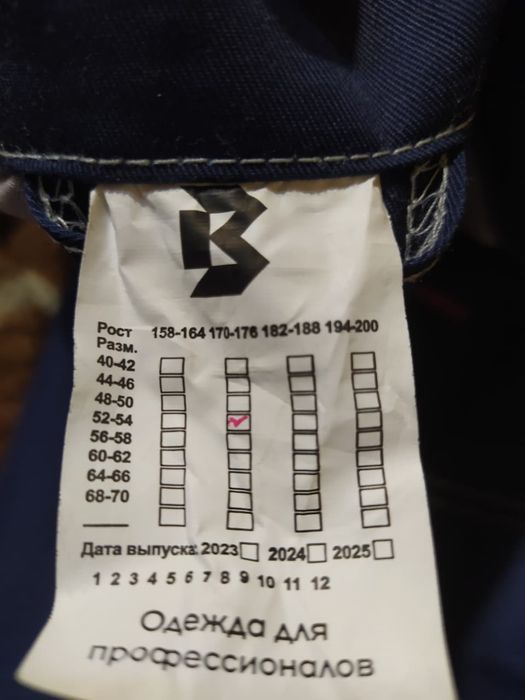 Рост 158-164 170-176 182-188 194-200
Разм.
40-42
44-46
48-50
52-54
56-58
60-62
64-66
68-70
Дата выпуска: 2023 2024 2025
1 2 3 4 5 6 7 8 9 10 11 12
Одежда для
профессионалов